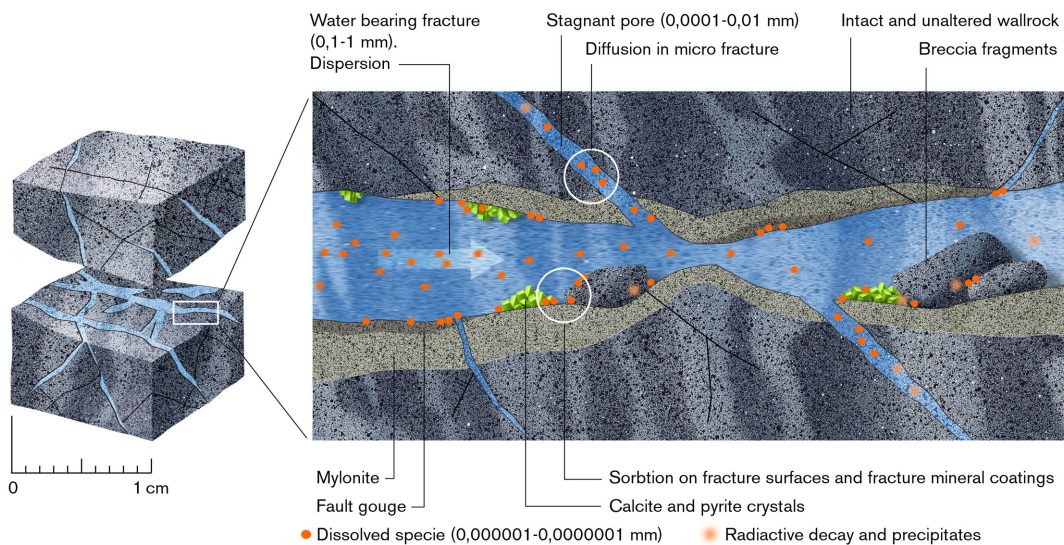 Water bearing fracture
(0,1-1 mm).
Dispersion
Stagnant pore (0,0001-0,01 mm)
Diffusion in micro fracture
Intact and unaltered wallrock
Breccia fragments
0
1 cm
Mylonite
Fault gouge
Sorbtion on fracture surfaces and fracture mineral coatings
Calcite and pyrite crystals
Dissolved specie (0,000001-0,0000001 mm)
Radiactive decay and precipitates